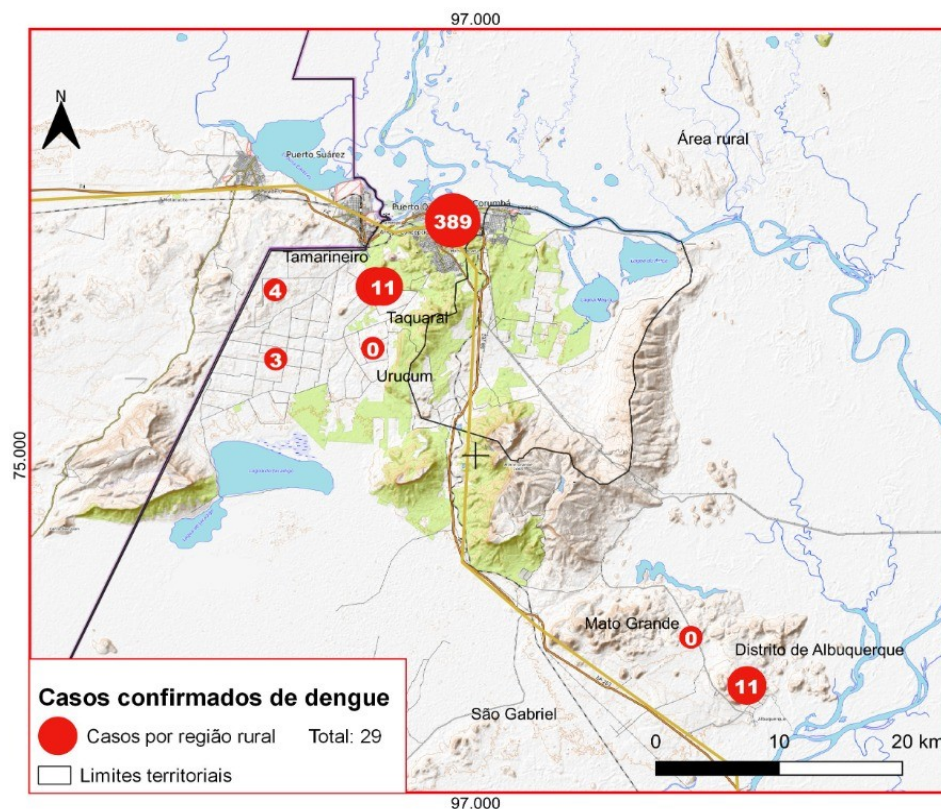 97.000
N
Área rural
Puerto Suárez
Corumbá
389
Tamarineiro
4
11
Taquaral
3
0
Urucum
75.000
Mato Grande
0
Distrito de Albuquerque
11
Casos confirmados de dengue
Casos por região rural Total: 29
Limites territoriais
São Gabriel
Albuquerque
0 10 20 km
97.000